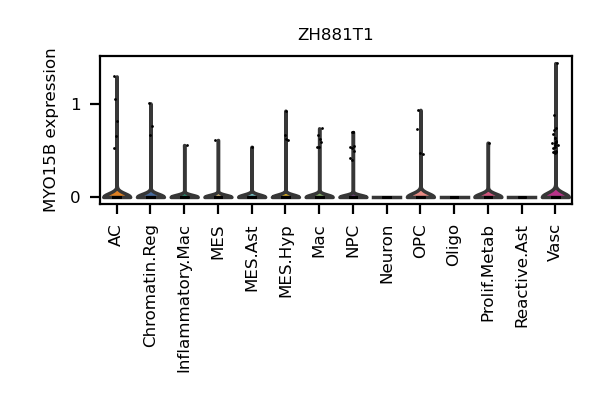 ZH881T1
MYO15B expression
1
0
AC
Chromatin.Reg
Inflammatory.Mac
MES
MES.Ast
MES.Hyp
Mac
NPC
Neuron
OPC
Oligo
Prolif.Metab
Reactive.Ast
Vasc